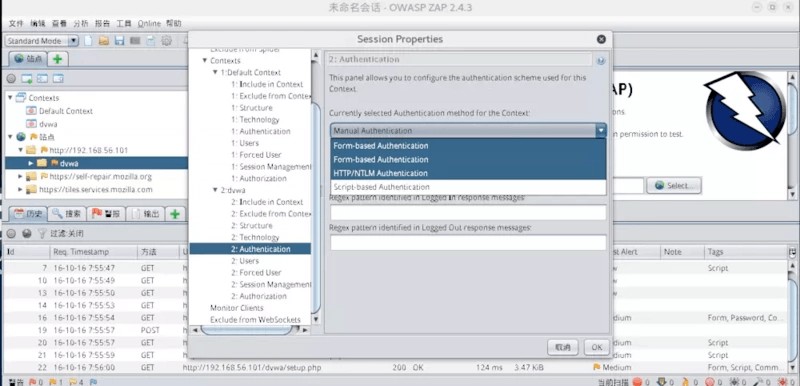 未命名会话 - OWASP ZAP 2.4.3
文件 编辑 查看 分析 报告 工具 Online 帮助
Standard Mode
站点
Contexts
Default Context
dvwa
站点
http://192.168.56.101
dvwa
https://self-repair.mozilla.org
https://tiles.services.mozilla.com
Session Properties
Exclude from Spider
Contexts
1:Default Context
1: Include in Context
1: Exclude from Contex
1: Structure
1: Technology
1: Authentication
1: Users
1: Forced User
1: Session Management
1: Authorization
2:dvwa
2: Include in Context
2: Exclude from Contex
2: Structure
2: Technology
2: Authentication
2: Users
2: Forced User
2: Session Management
2: Authorization
Monitor Clients
Exclude from WebSockets
2: Authentication
This panel allows you to configure the authentication scheme used for this
Context.
Currently selected Authentication method for the Context:
Manual Authentication
Form-based Authentication
Form-based Authentication
HTTP/NTLM Authentication
Script-based Authentication
Regex pattern identified in Logged In response messages:
Regex pattern identified in Logged Out response messages:
取消 OK
AP)
ons.
n permission to test.
Select...
历史 搜索 警报 输出
过滤:关闭
Id Req. Timestamp 方法 st Alert Note Tags
7 16-10-16 7:55:47 GET Script
10 16-10-16 7:55:49 GET
13 16-10-16 7:55:50 GET
14 16-10-16 7:55:53 GET
16 16-10-16 7:55:54 GET Medium Form, Password, Co...
19 16-10-16 7:55:57 POST Medium
20 16-10-16 7:55:57 GET Medium
21 16-10-16 7:55:57 GET Script
22 16-10-16 7:56:00 GET http://192.168.56.101/dvwa/setup.php 200 OK 124 ms 3.47 KiB Medium Form, Script, Comm...
警告 0 1 4 当前扫描 0 0 0 0 0 0